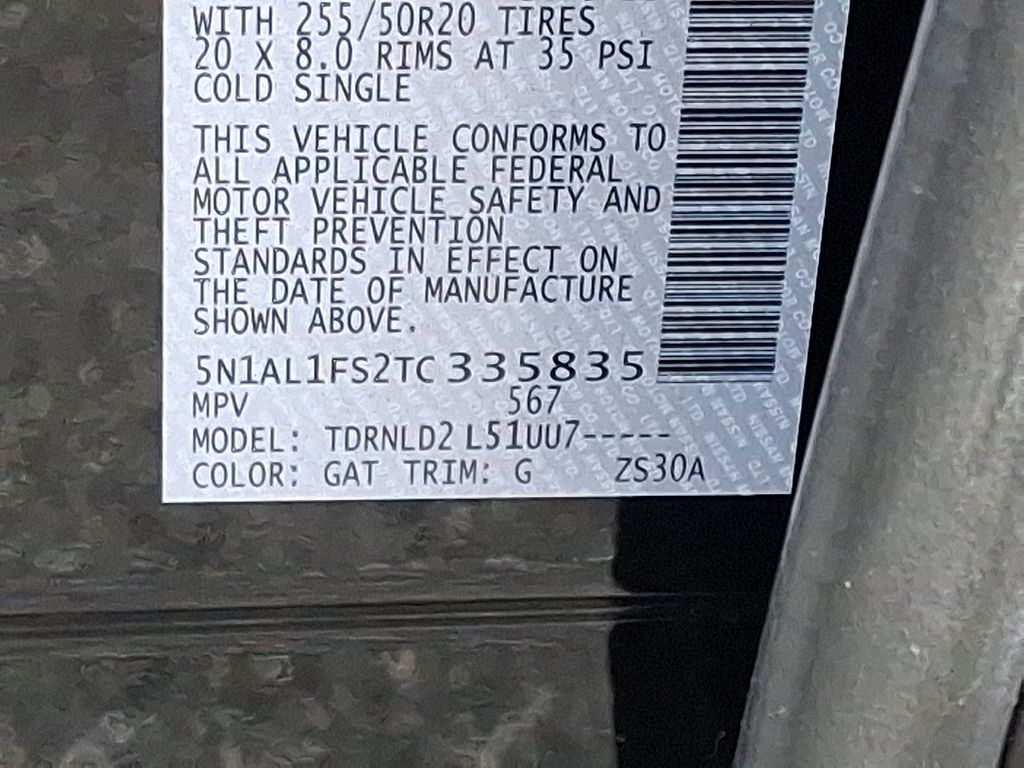 WITH 255/50R20 TIRES
20 X 8.0 RIMS AT 35 PSI
COLD SINGLE
THIS VEHICLE CONFORMS TO
ALL APPLICABLE FEDERAL
MOTOR VEHICLE SAFETY AND
THEFT PREVENTION
STANDARDS IN EFFECT ON
THE DATE OF MANUFACTURE
SHOWN ABOVE.
5N1AL1FS2TC335835
MPV 567
MODEL: TDRNLD2 L51UU7-----
COLOR: GAT TRIM: G ZS30A